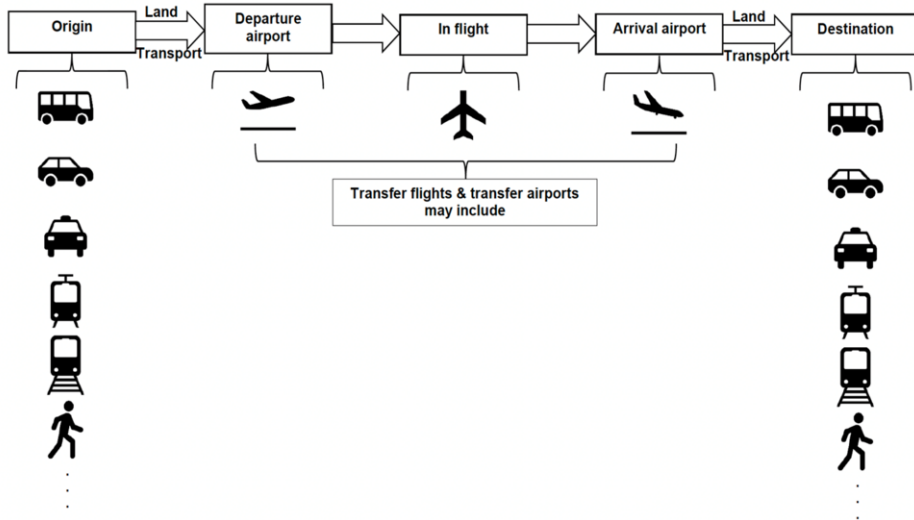 Origin
Land
Transport
Departure
airport
In flight
Arrival airport
Land
Transport
Destination
Transfer flights & transfer airports
may include